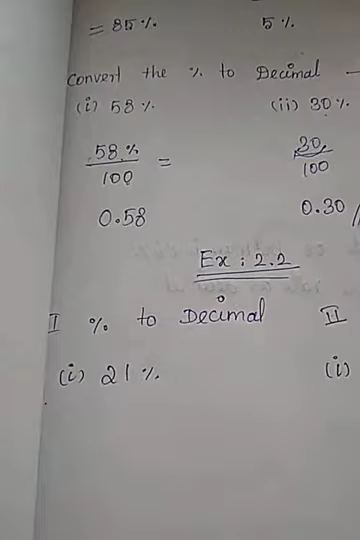 = 85%. 5%.
Convert the % to Decimal —
(i) 58%. (ii) 30%.
58% / 100 = 30 / 100
0.58 0.30 //
Ex : 2.2
I % to Decimal II
(i) 21% (i)